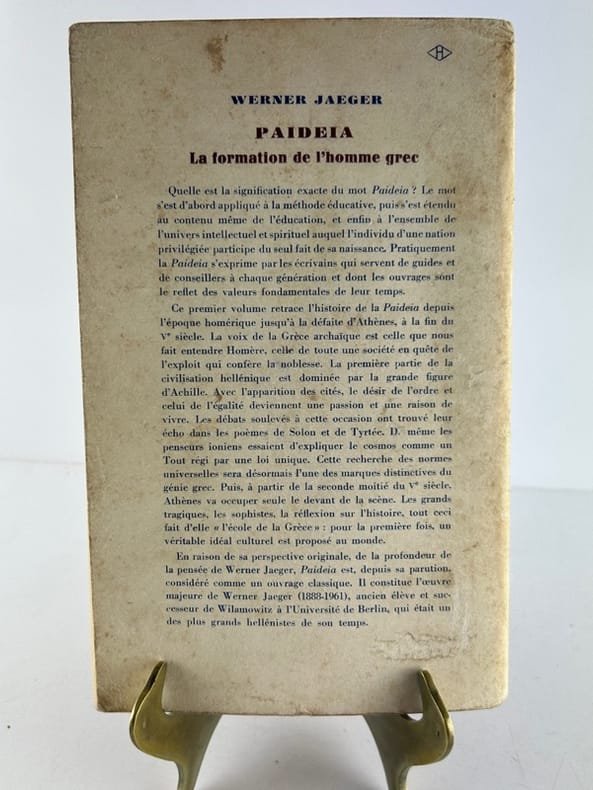 H
WERNER JAEGER
PAIDEIA
La formation de l'homme grec
Quelle est la signification exacte du mot Paideia ? Le mot
s'est d'abord appliqué à la méthode éducative, puis s'est étendu
au contenu même de l'éducation, et enfin à l'ensemble de
l'univers intellectuel et spirituel auquel l'individu d'une nation
privilégiée participe du seul fait de sa naissance. Pratiquement
la Paideia s'exprime par les écrivains qui servent de guides et
de conseillers à chaque génération et dont les ouvrages sont
le reflet des valeurs fondamentales de leur temps.
Ce premier volume retrace l'histoire de la Paideia depuis
l'époque homérique jusqu'à la défaite d'Athènes, à la fin du
Ve siècle. La voix de la Grèce archaïque est celle que nous
fait entendre Homère, celle de toute une société en quête de
l'exploit qui confère la noblesse. La première partie de la
civilisation hellénique est dominée par la grande figure
d'Achille. Avec l'apparition des cités, le désir de l'ordre et
celui de l'égalité deviennent une passion et une raison de
vivre. Les débats soulevés à cette occasion ont trouvé leur
écho dans les poèmes de Solon et de Tyrtée. D. même les
penseurs ioniens essaient d'expliquer le cosmos comme un
Tout régi par une loi unique. Cette recherche des normes
universelles sera désormais l'une des marques distinctives du
génie grec. Puis, à partir de la seconde moitié du Ve siècle,
Athènes va occuper seule le devant de la scène. Les grands
tragiques, les sophistes, la réflexion sur l'histoire, tout ceci
fait d'elle « l'école de la Grèce » : pour la première fois, un
véritable idéal culturel est proposé au monde.
En raison de sa perspective originale, de la profondeur de
la pensée de Werner Jaeger, Paideia est, depuis sa parution,
considéré comme un ouvrage classique. Il constitue l'œuvre
majeure de Werner Jaeger (1888-1961), ancien élève et suc-
cesseur de Wilamowitz à l'Université de Berlin, qui était un
des plus grands hellénistes de son temps.